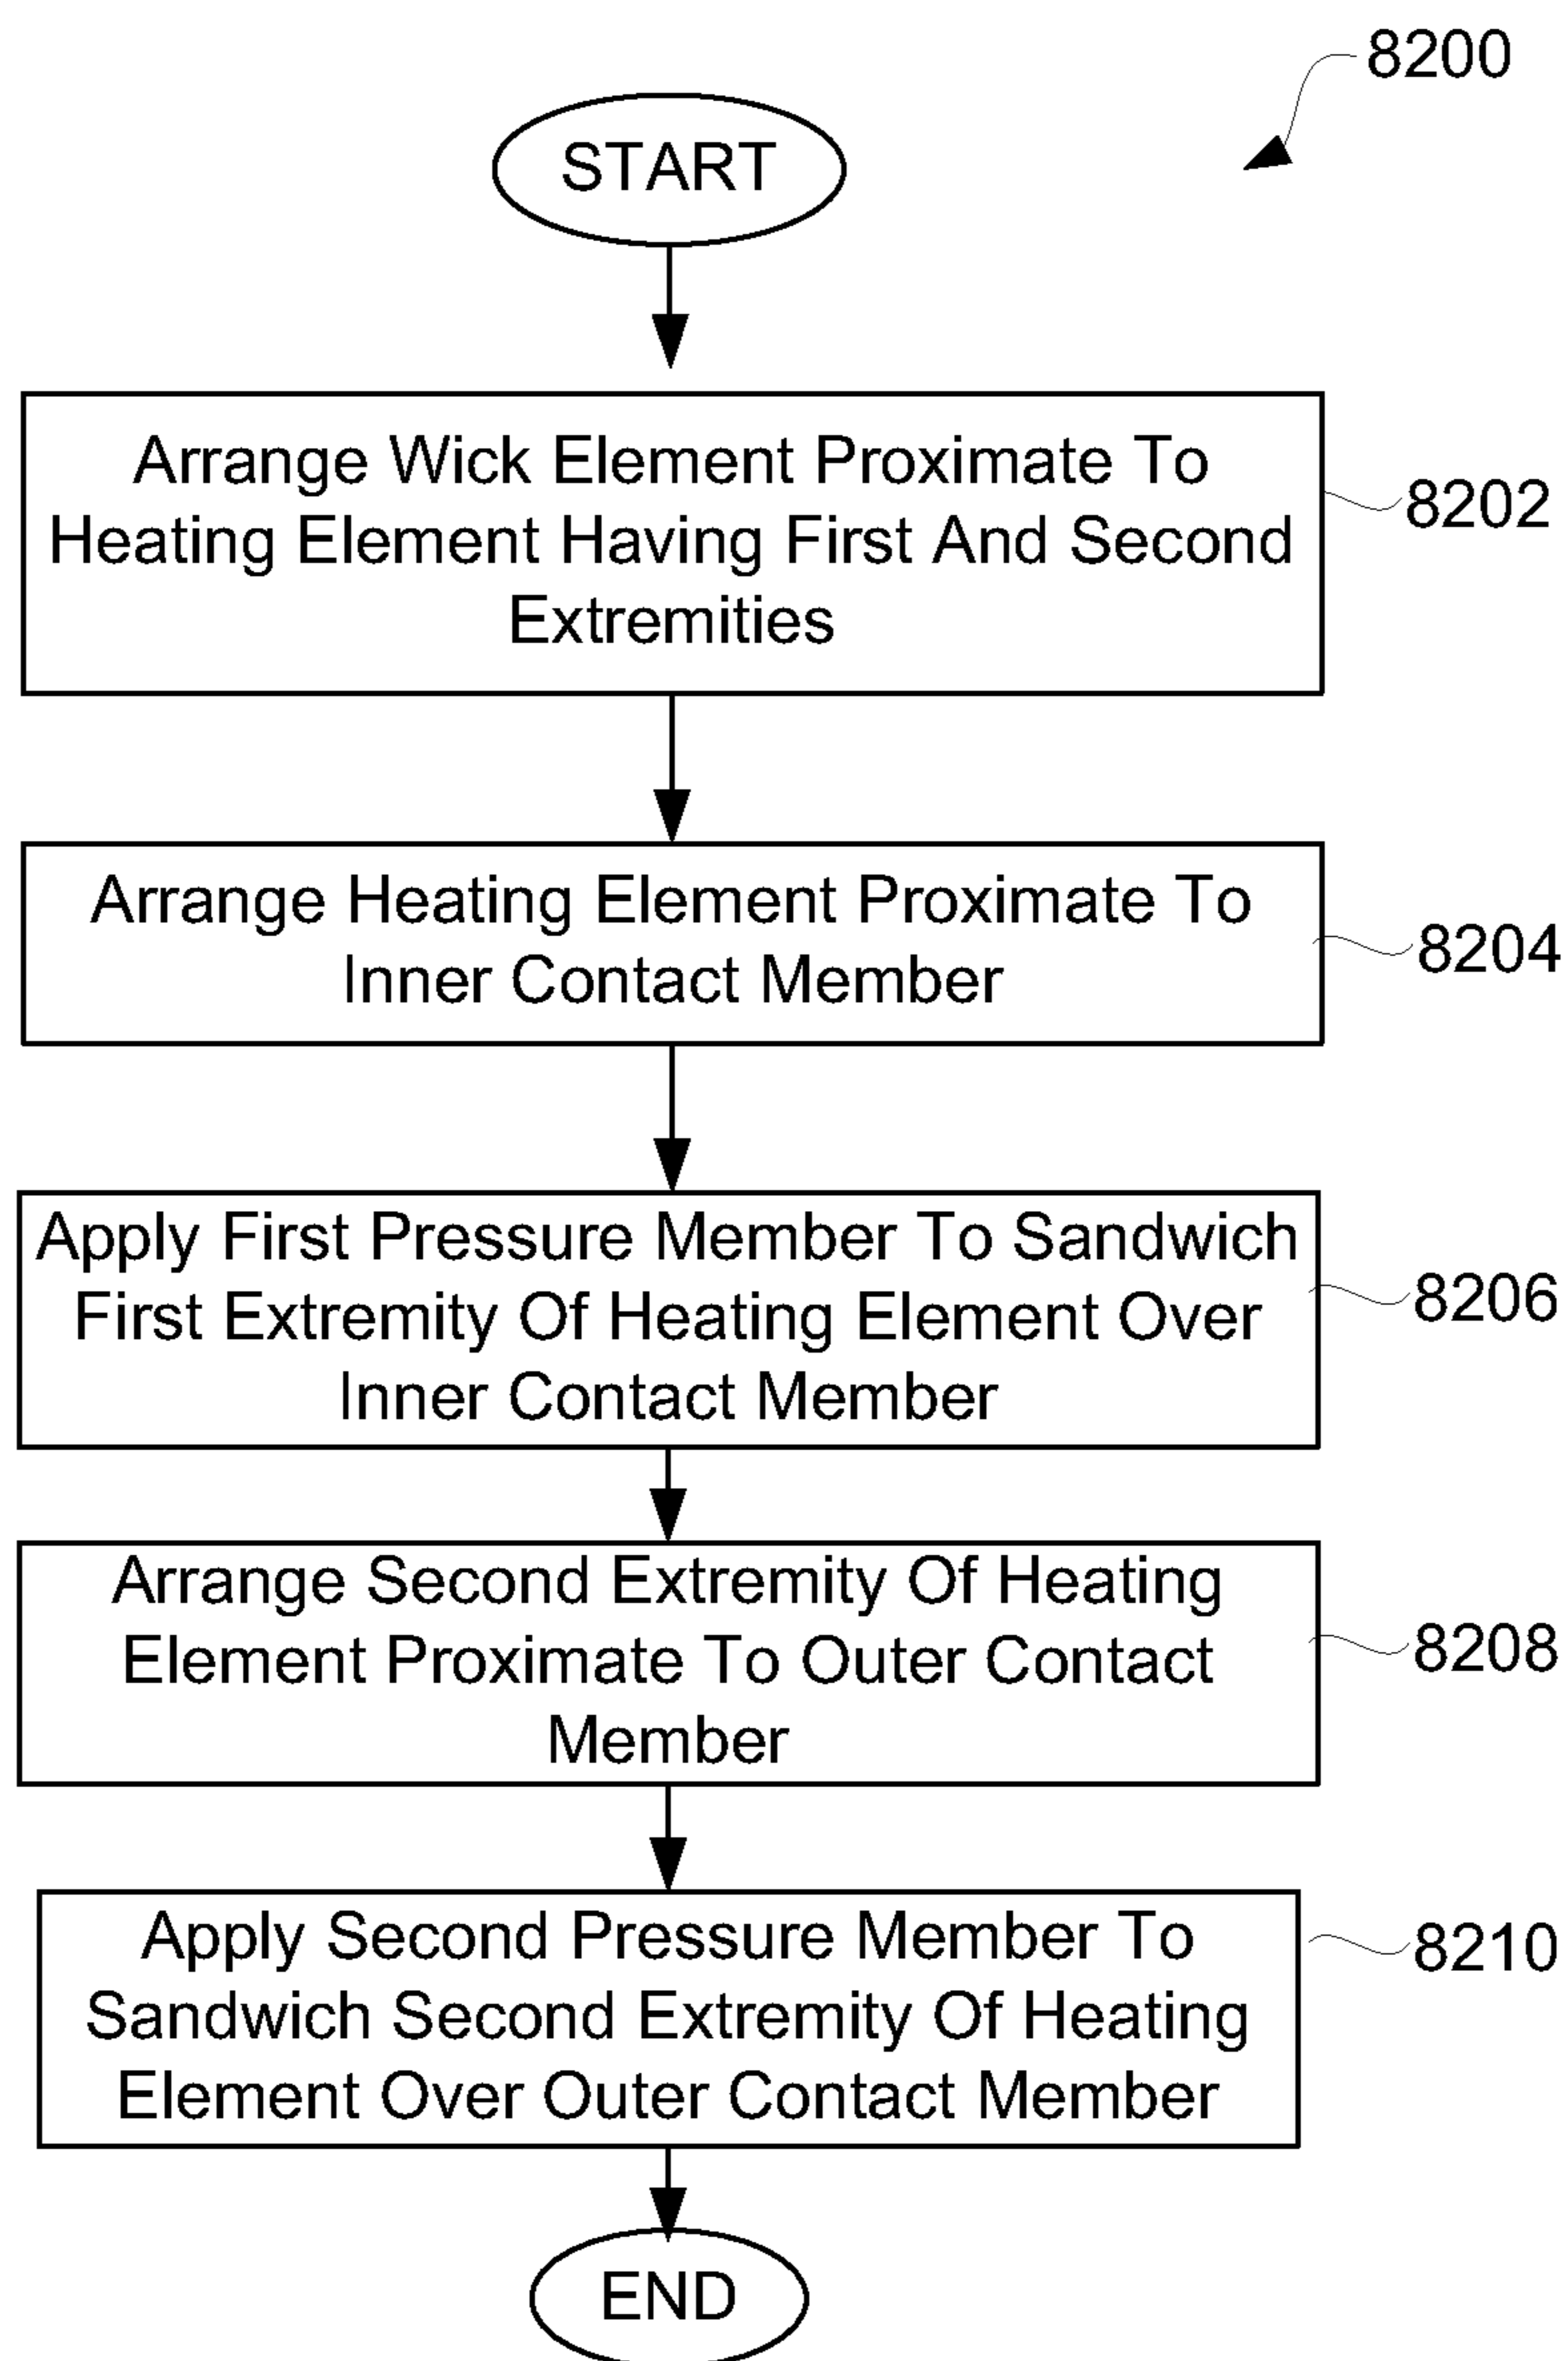 8200
START
Arrange Wick Element Proximate To
Heating Element Having First And Second
Extremities
8202
Arrange Heating Element Proximate To
Inner Contact Member
8204
Apply First Pressure Member To Sandwich
First Extremity Of Heating Element Over
Inner Contact Member
8206
Arrange Second Extremity Of Heating
Element Proximate To Outer Contact
Member
8208
Apply Second Pressure Member To
Sandwich Second Extremity Of Heating
Element Over Outer Contact Member
8210
END